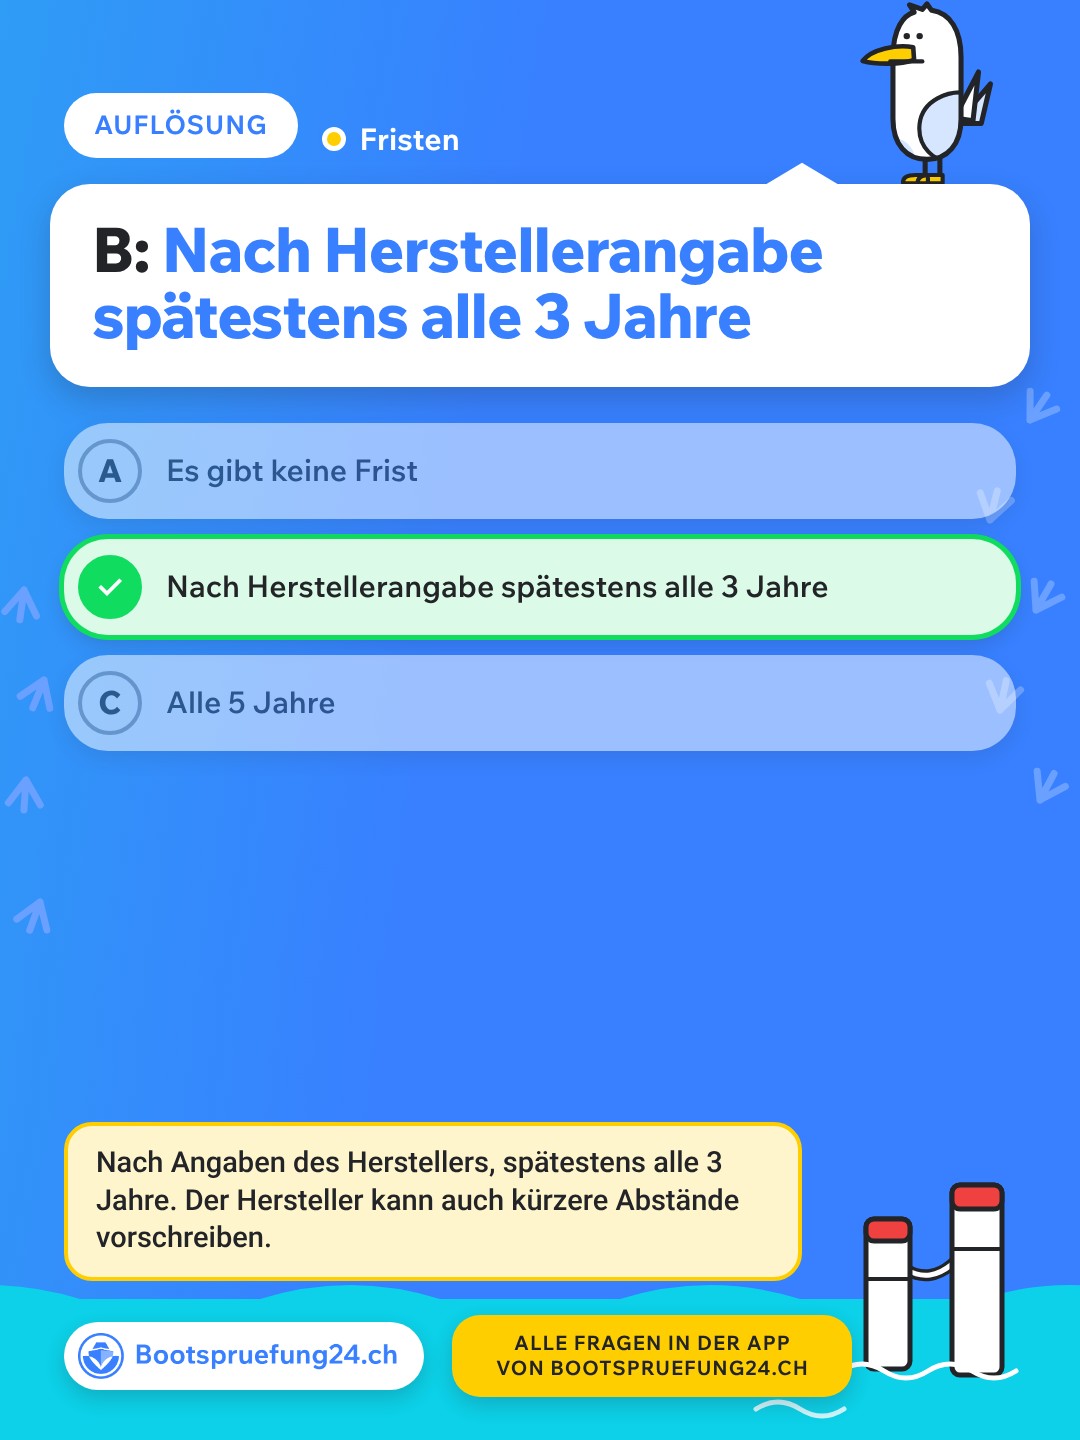 AUFLÖSUNG
Fristen
B: Nach Herstellerangabe
spätestens alle 3 Jahre
A Es gibt keine Frist
Nach Herstellerangabe spätestens alle 3 Jahre
C Alle 5 Jahre
Nach Angaben des Herstellers, spätestens alle 3
Jahre. Der Hersteller kann auch kürzere Abstände
vorschreiben.
Bootspruefung24.ch
ALLE FRAGEN IN DER APP
VON BOOTSPRUEFUNG24.CH